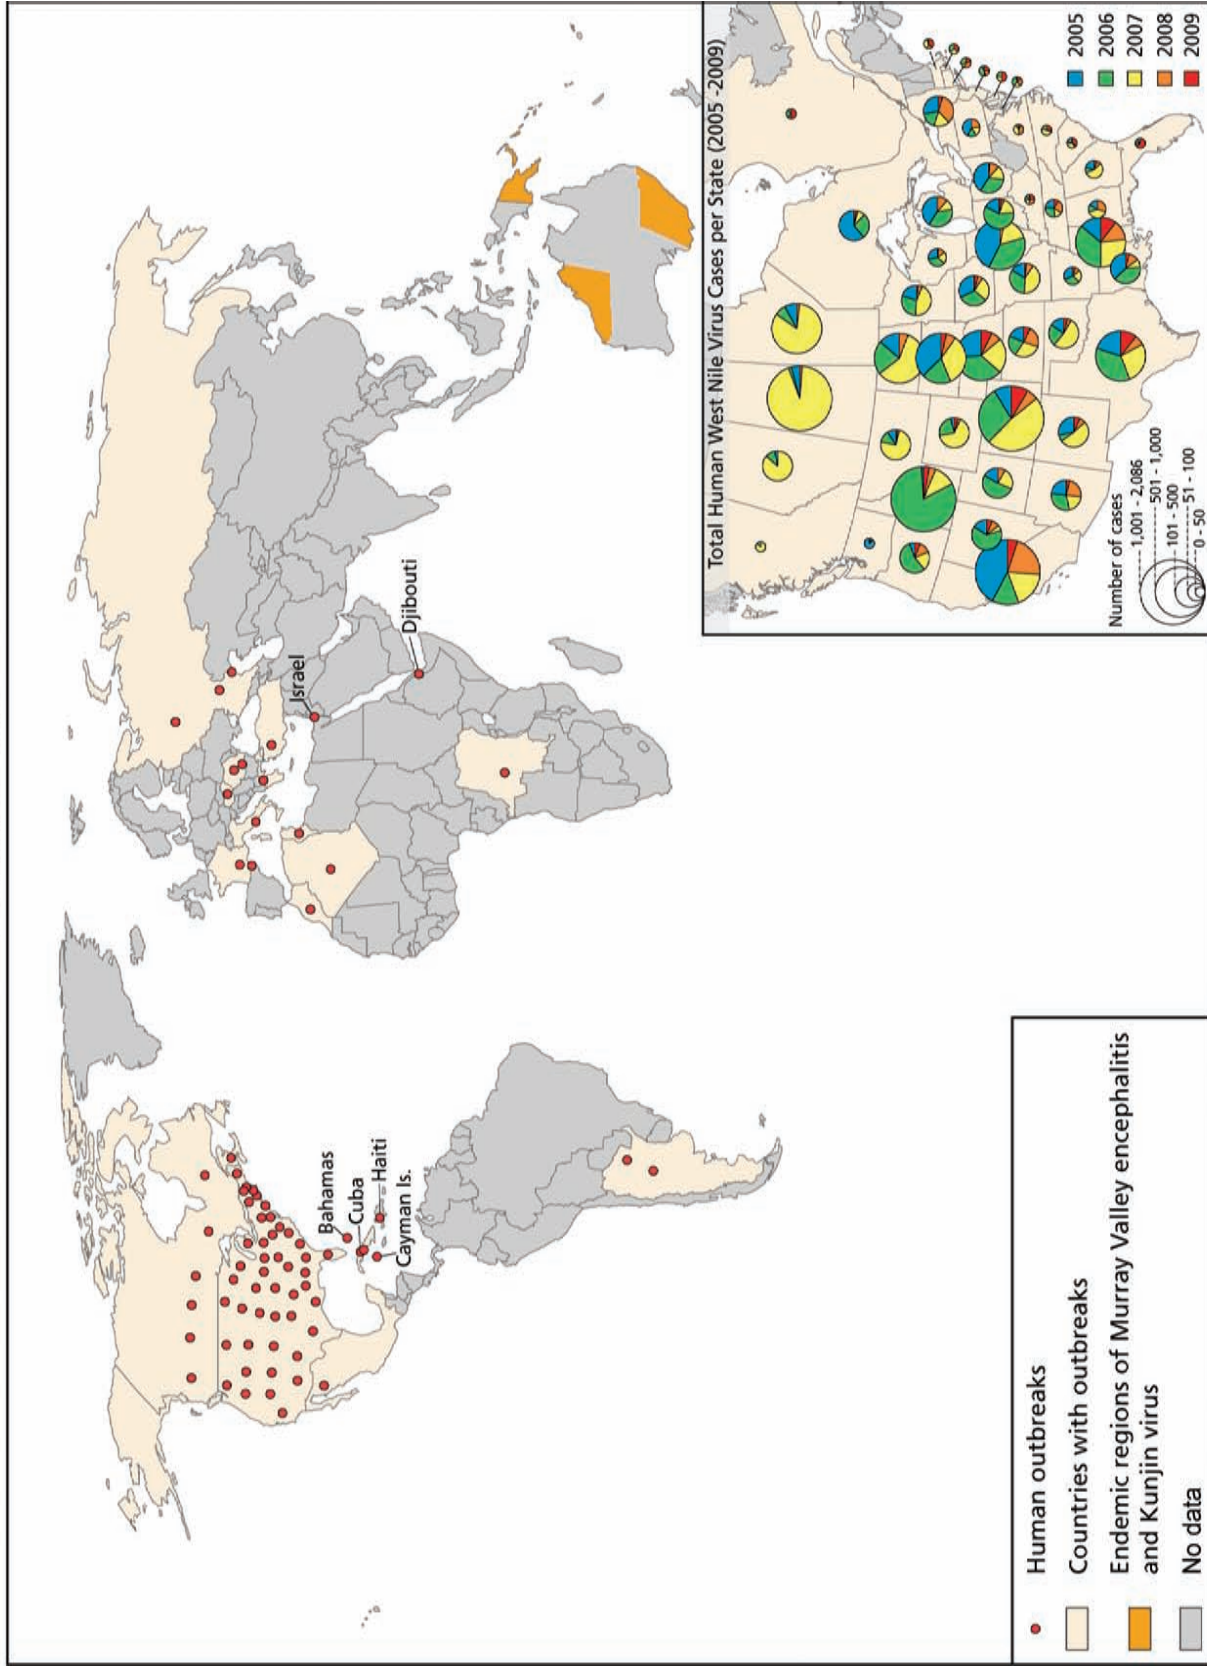 Israel
Djibouti
Bahamas
Cuba
Haiti
Cayman Is.
Human outbreaks
Countries with outbreaks
Endemic regions of Murray Valley encephalitis
and Kunjin virus
No data
Total Human West Nile Virus Cases per State (2005 -2009)
Number of cases
1,001 - 2,086
501 - 1,000
101 - 500
51 - 100
0 - 50
2005
2006
2007
2008
2009